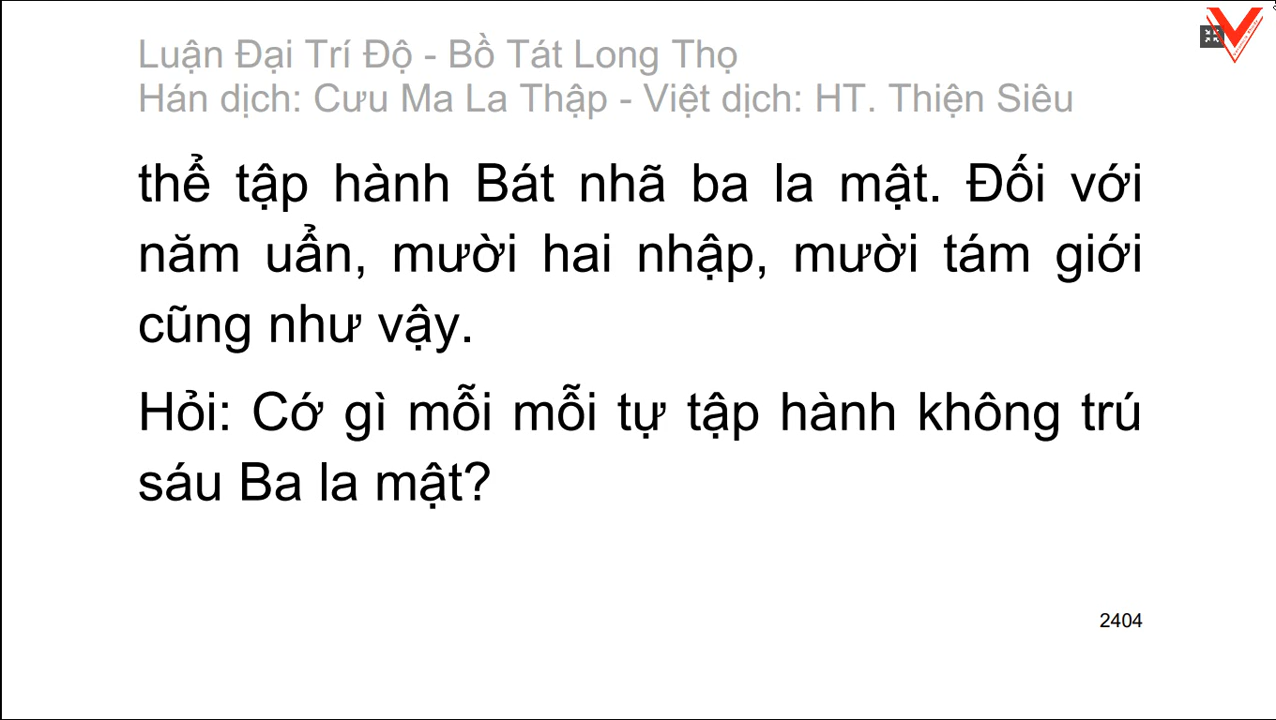 Luận Đại Trí Độ - Bồ Tát Long Thọ
Hán dịch: Cưu Ma La Thập - Việt dịch: HT. Thiện Siêu
thể tập hành Bát nhã ba la mật. Đối với
năm uẩn, mười hai nhập, mười tám giới
cũng như vậy.
Hỏi: Cớ gì mỗi mỗi tự tập hành không trú
sáu Ba la mật?
2404